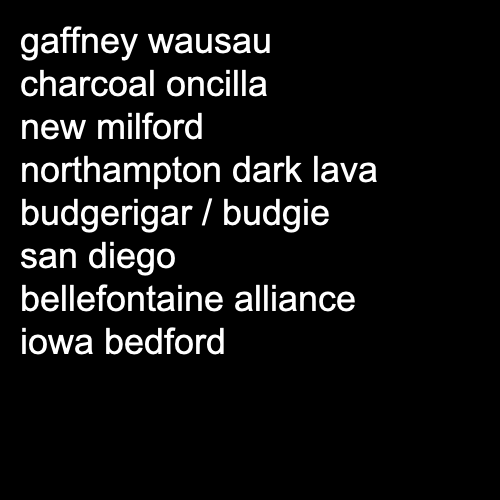 gaffney wausau
charcoal oncilla
new milford
northampton dark lava
budgerigar / budgie
san diego
bellefontaine alliance
iowa bedford